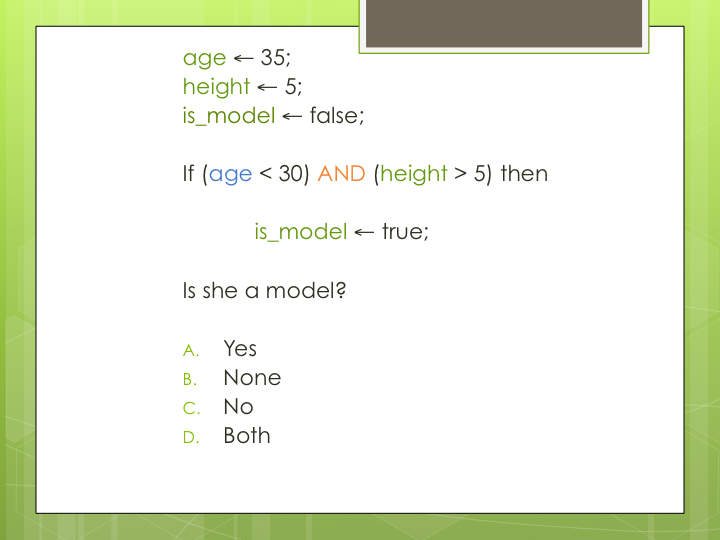 age ← 35;
height ← 5;
is_model ← false;
If (age < 30) AND (height > 5) then
is_model ← true;
Is she a model?
A. Yes
B. None
C. No
D. Both